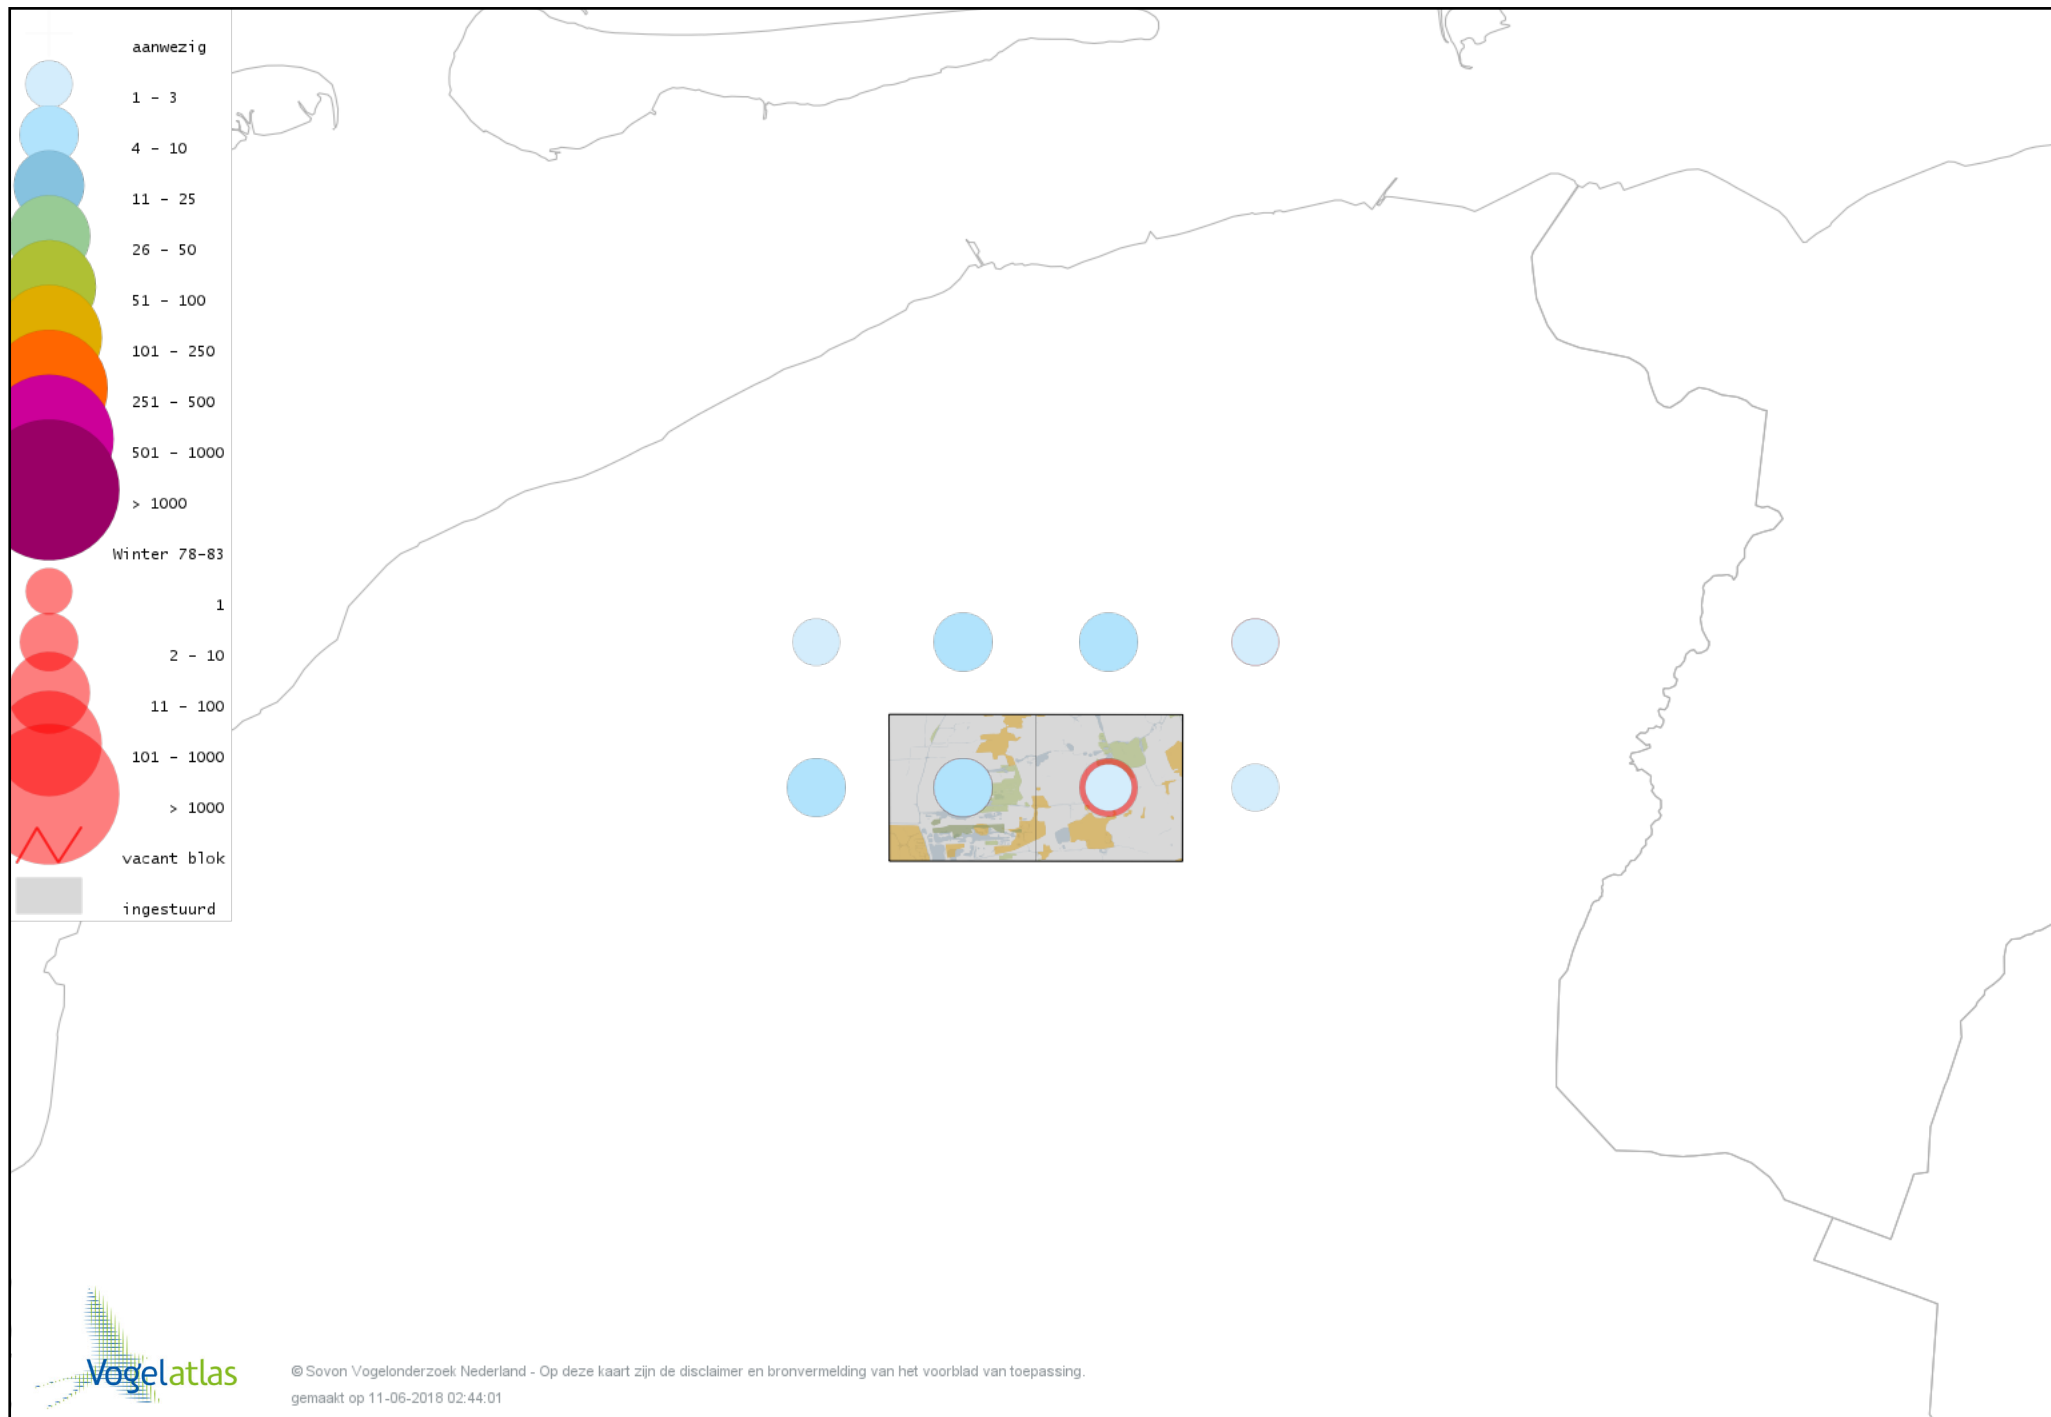 aanwezig
1 - 3
4 - 10
11 - 25
26 - 50
51 - 100
101 - 250
251 - 500
501 - 1000
> 1000
Winter 78-83
1
2 - 10
11 - 100
101 - 1000
> 1000
vacant blok
ingestuurd
Vogelatlas
© Sovon Vogelonderzoek Nederland - Op deze kaart zijn de disclaimer en bronvermelding van het voorblad van toepassing.
gemaakt op 11-06-2018 02:44:01